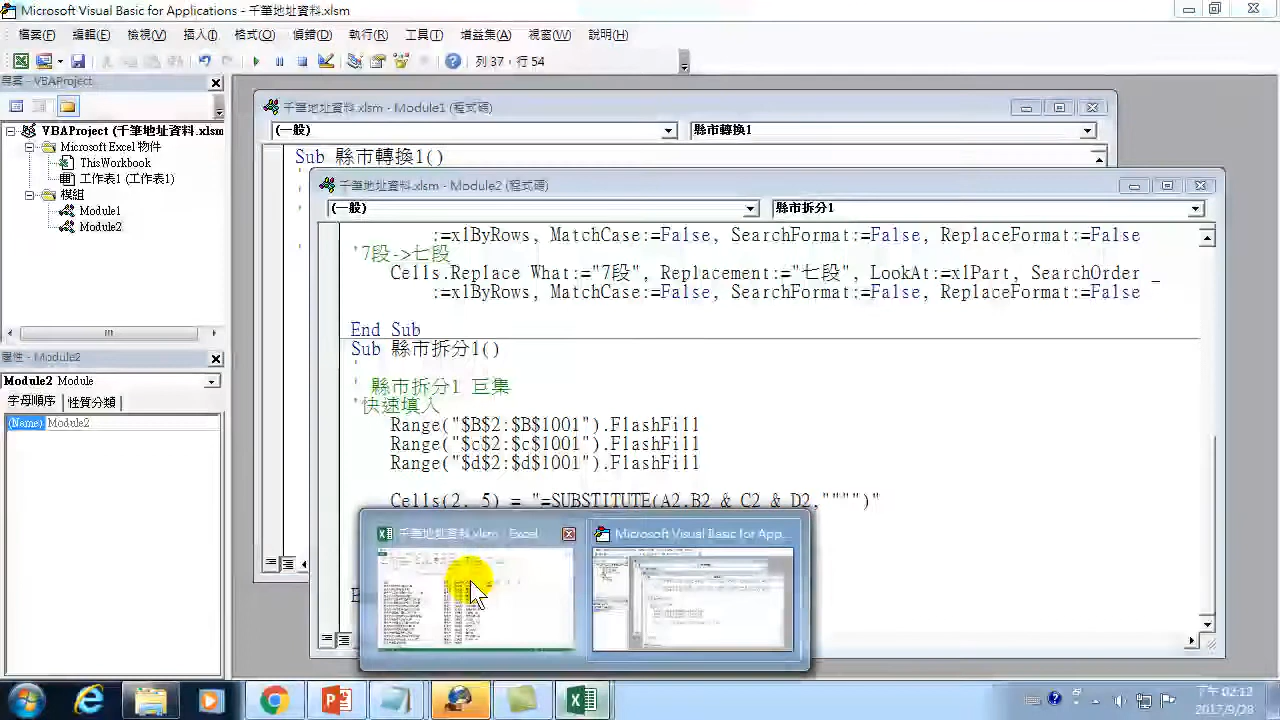 Microsoft Visual Basic for Applications - 千筆地址資料.xlsm
檔案(F) 編輯(E) 檢視(V) 插入(I) 格式(O) 偵錯(D) 執行(R) 工具(T) 增益集(A) 視窗(W) 說明(H)
列 37，行 54
專案 - VBAProject
VBAProject (千筆地址資料.xlsm
Microsoft Excel 物件
ThisWorkbook
工作表1 (工作表1)
模組
Module1
Module2
屬性 - Module2
Module2 Module
字母順序 性質分類
(Name) Module2
千筆地址資料.xlsm - Module1 (程式碼)
(一般) 縣市轉換1
Sub 縣市轉換1()
千筆地址資料.xlsm - Module2 (程式碼)
(一般) 縣市拆分1
:=xlByRows, MatchCase:=False, SearchFormat:=False, ReplaceFormat:=False
'7段->七段
Cells.Replace What:="7段", Replacement:="七段", LookAt:=xlPart, SearchOrder _
:=xlByRows, MatchCase:=False, SearchFormat:=False, ReplaceFormat:=False
End Sub
Sub 縣市拆分1()
'
' 縣市拆分1 巨集
'快速填入
Range("$B$2:$B$1001").FlashFill
Range("$c$2:$c$1001").FlashFill
Range("$d$2:$d$1001").FlashFill
Cells(2, 5) = "=SUBSTITUTE(A2,B2 & C2 & D2,"""")"
千筆地址資料.xlsm - Excel
Microsoft Visual Basic for App...
下午 02:12
2017/9/28